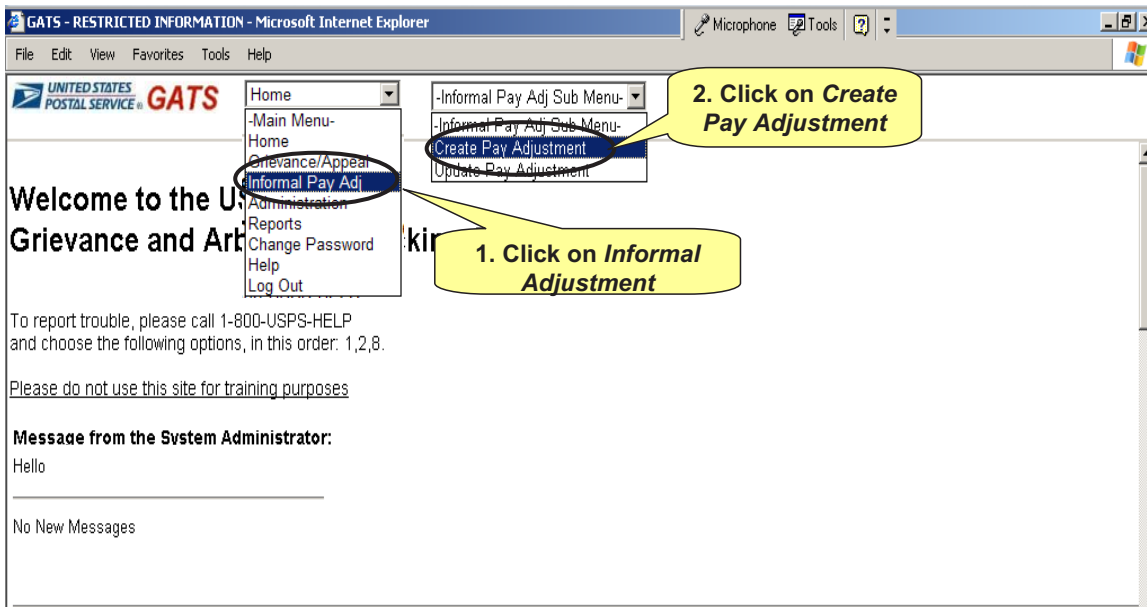 GATS - RESTRICTED INFORMATION - Microsoft Internet Explorer
Microphone Tools
File Edit View Favorites Tools Help
UNITED STATES
POSTAL SERVICE ® GATS
Home
-Informal Pay Adj Sub Menu-
-Main Menu-
Home
Grievance/Appeal
Informal Pay Adj
Administration
Reports
Change Password
Help
Log Out
-Informal Pay Adj Sub Menu-
Create Pay Adjustment
Update Pay Adjustment
2. Click on Create
Pay Adjustment
1. Click on Informal
Adjustment
Welcome to the
Grievance and
To report trouble, please call 1-800-USPS-HELP
and choose the following options, in this order: 1,2,8.
Please do not use this site for training purposes
Message from the System Administrator:
Hello
No New Messages